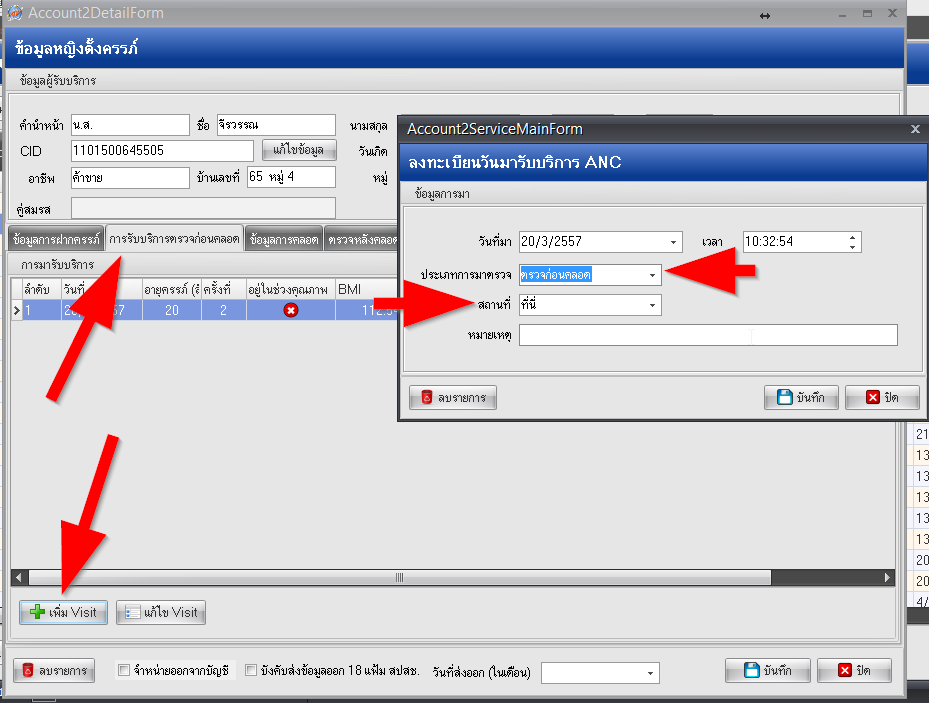 Account2DetailForm
ข้อมูลหญิงตั้งครรภ์
ข้อมูลผู้รับบริการ
คำนำหน้า น.ส. ชื่อ จิรวรรณ นามสกุล
CID 1101500645505 แก้ไขข้อมูล วันเกิด
อาชีพ ค้าขาย บ้านเลขที่ 65 หมู่ 4 หมู่
คู่สมรส
ข้อมูลการฝากครรภ์ การรับบริการตรวจก่อนคลอด ข้อมูลการคลอด ตรวจหลังคลอด
การมารับบริการ
ลำดับ วันที่ อายุครรภ์ ครั้งที่ อยู่ในช่วงคุณภาพ BMI
1 20 2
Account2ServiceMainForm
ลงทะเบียนวันมารับบริการ ANC
ข้อมูลการมา
วันที่มา 20/3/2557 เวลา 10:32:54
ประเภทการมาตรวจ ตรวจก่อนคลอด
สถานที่ ที่นี่
หมายเหตุ
ลบรายการ บันทึก ปิด
21
13
13
13
13
13
20
20
4/
เพิ่ม Visit แก้ไข Visit
ลบรายการ จำหน่ายออกจากบัญชี บังคับส่งข้อมูลออก 18 แฟ้ม สปสช. วันที่ส่งออก (ในเดือน) บันทึก ปิด